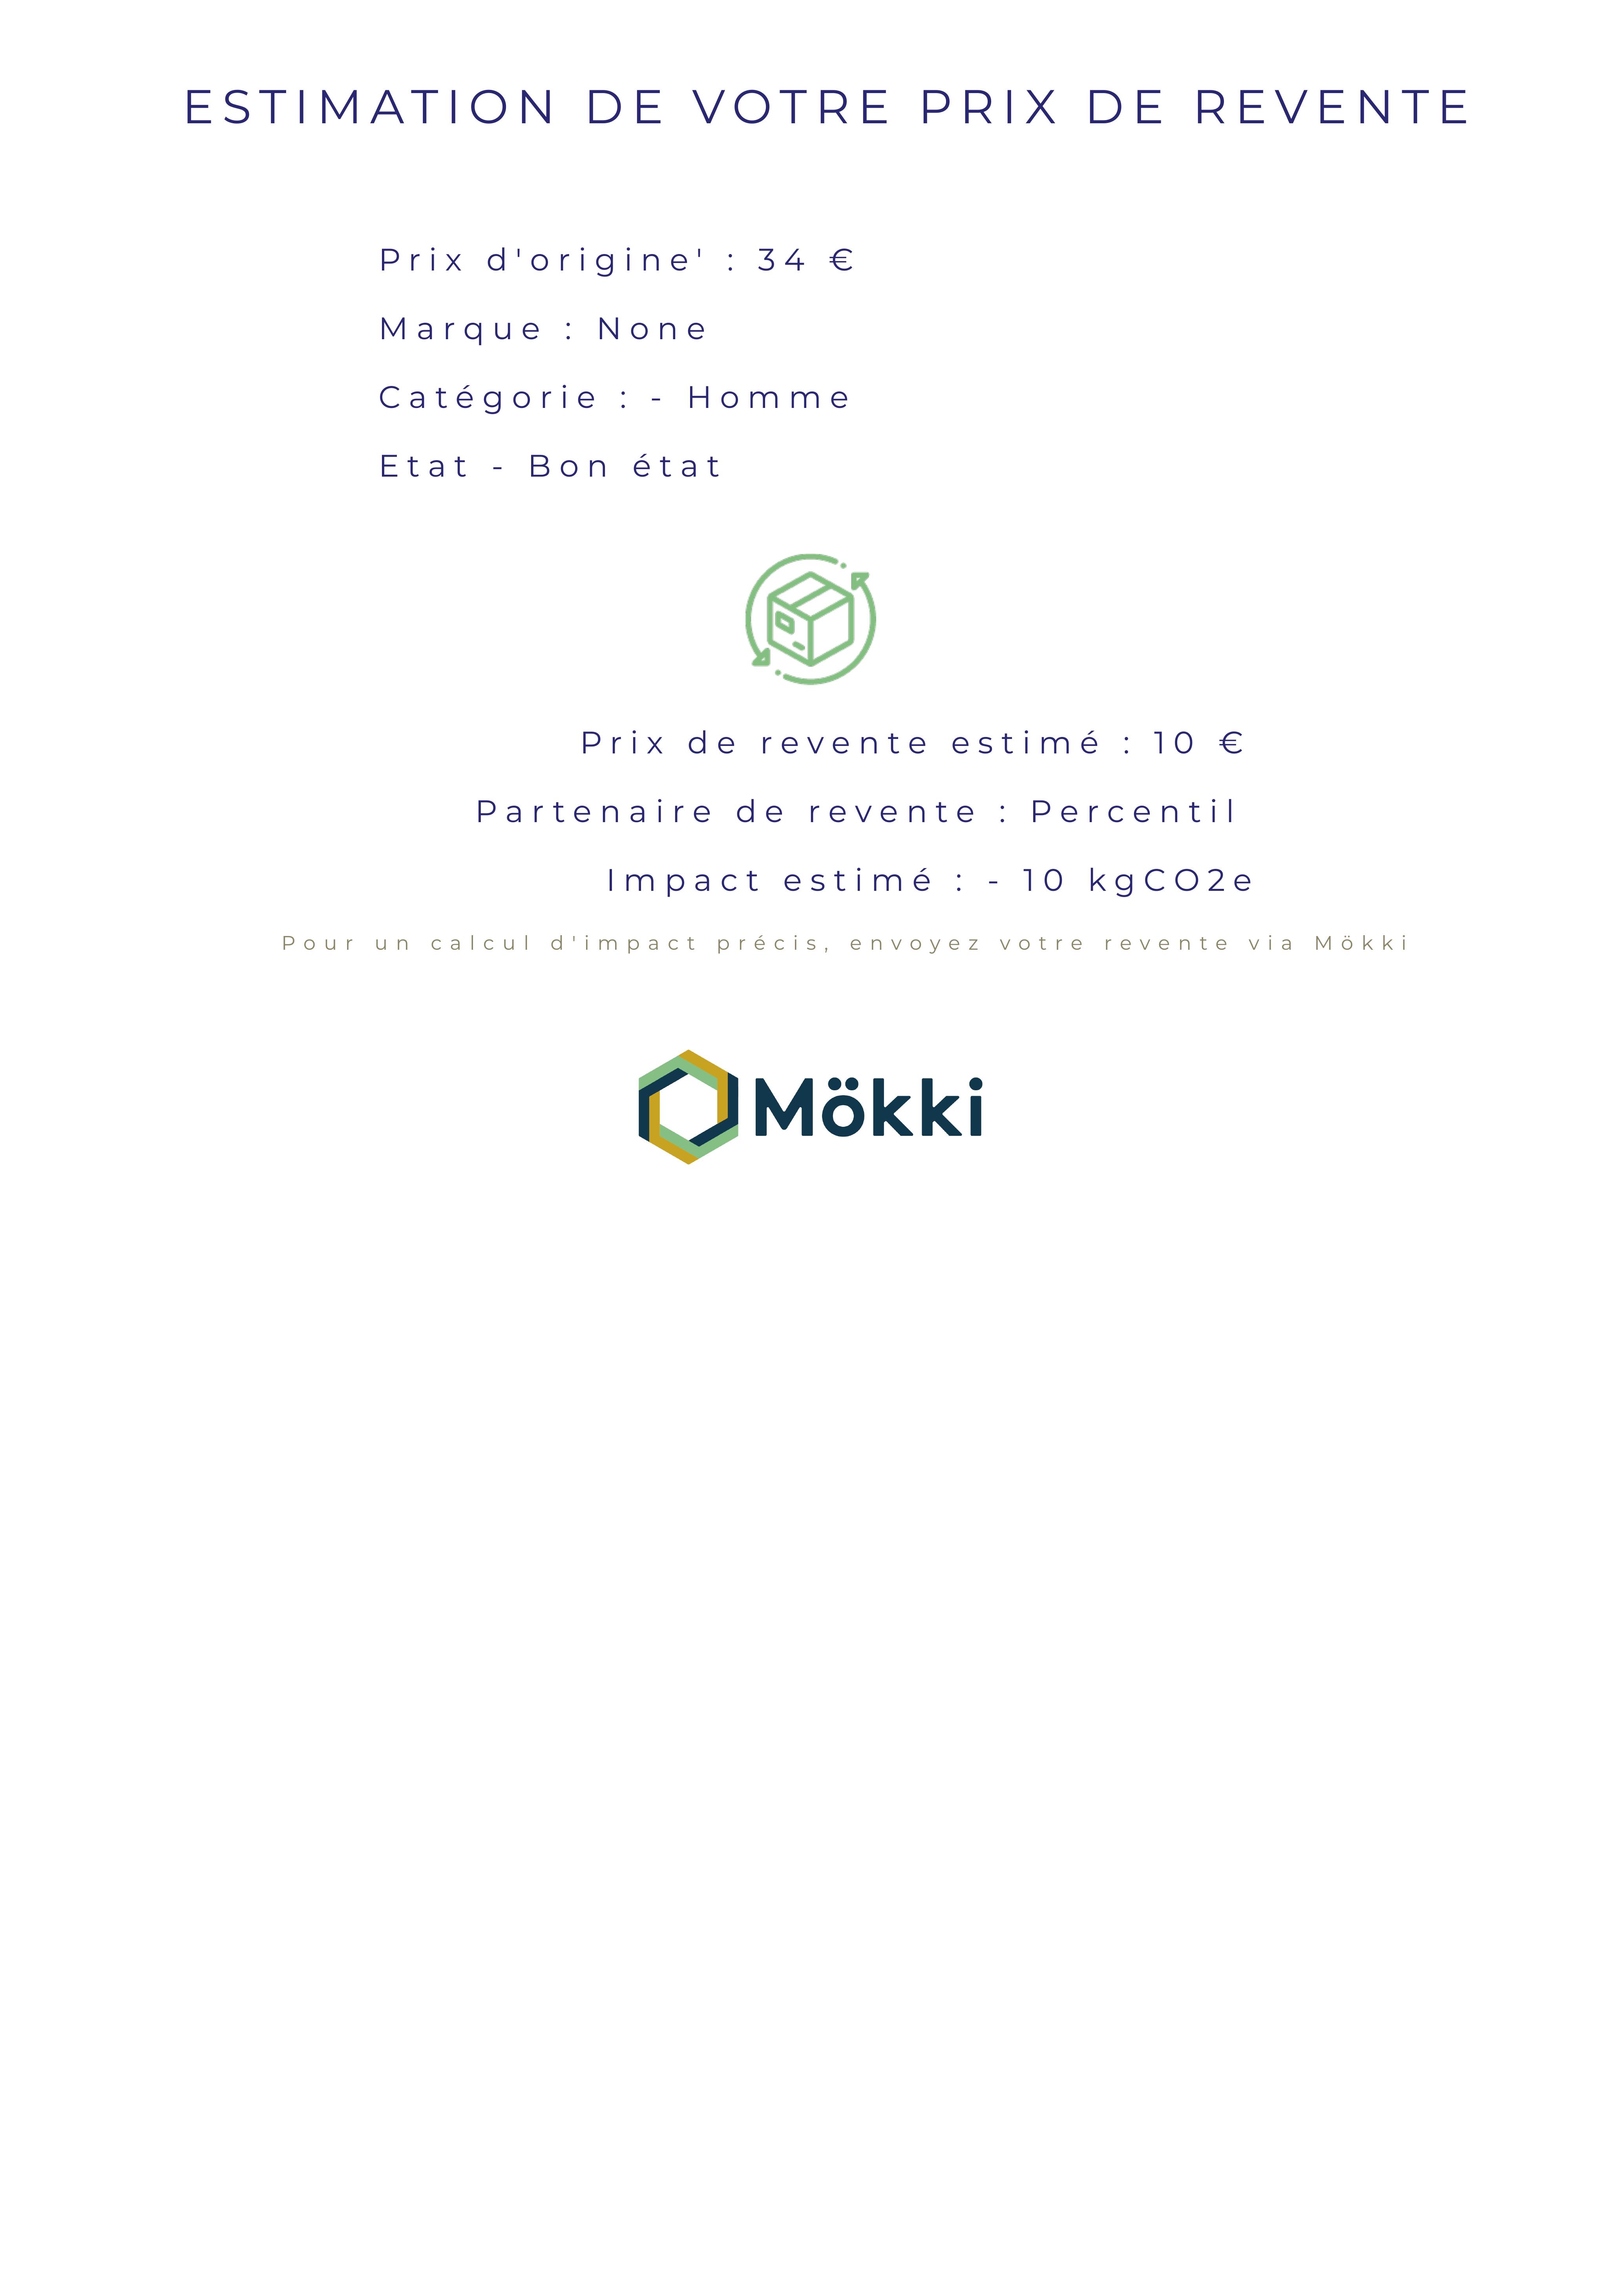 ESTIMATION DE VOTRE PRIX DE REVENTE
Prix d'origine' : 34 €
Marque : None
Catégorie : - Homme
Etat - Bon état
Prix de revente estimé : 10 €
Partenaire de revente : Percentil
Impact estimé : - 10 kgCO2e
Pour un calcul d'impact précis, envoyez votre revente via Mökki
Mökki